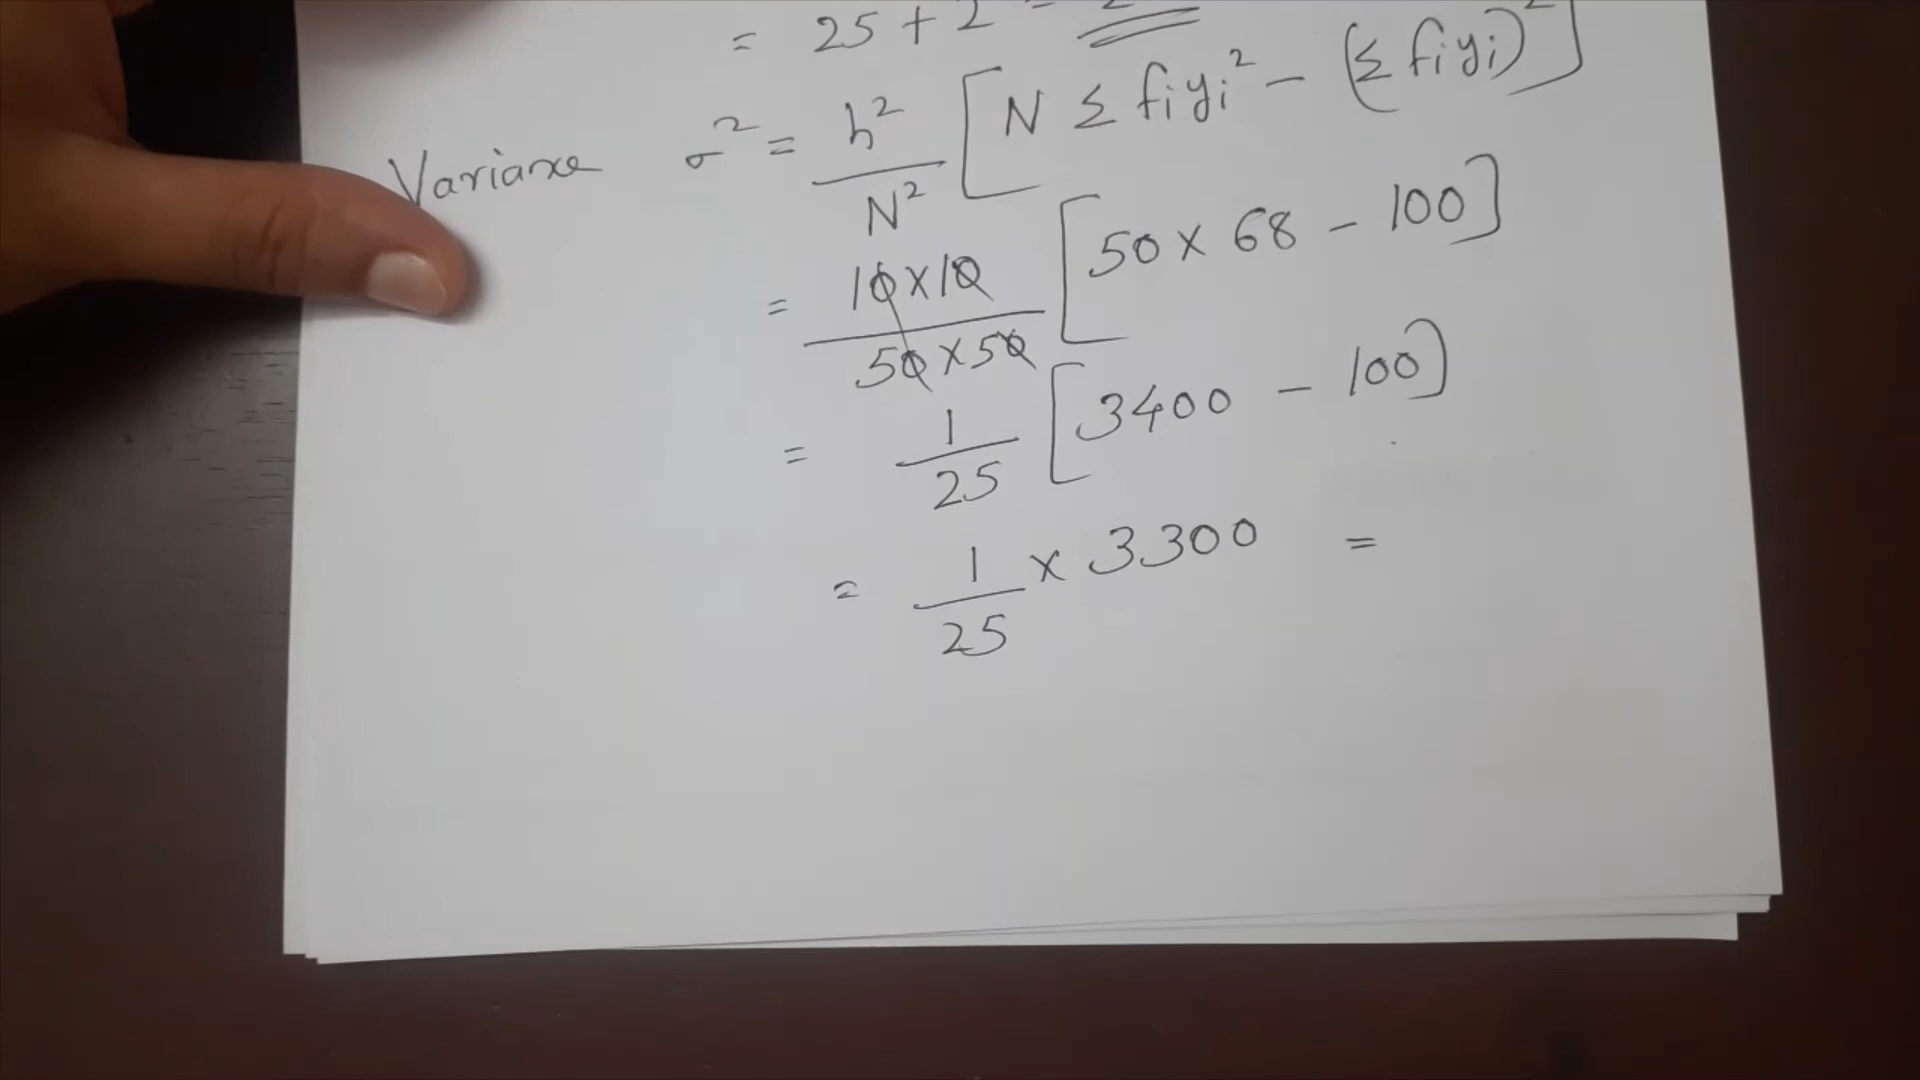 = 25 + 2 =
Variance σ² = h²/N² [N Σ fiyi² - (Σ fiyi)²]
= 10×10/50×50 [50 × 68 - 100]
= 1/25 [3400 - 100]
= 1/25 × 3300 =